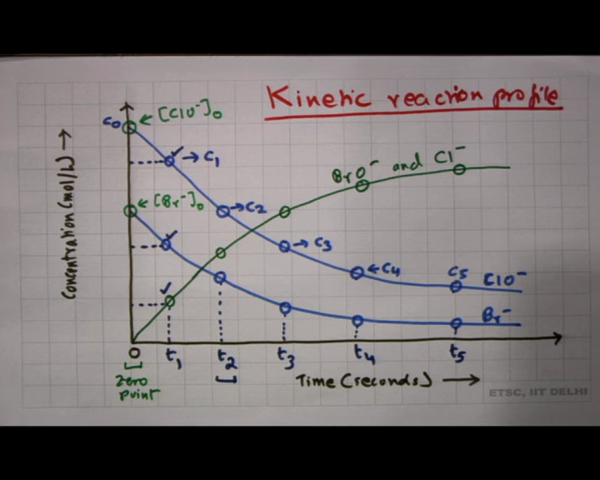 Kinetic reaction profile
C0 ← [ClO⁻]0
→ C1
BrO⁻ and Cl⁻
[Br⁻]0
→ C2
→ C3
← C4
C5
ClO⁻
Br⁻
Concentration (mol/L) →
0
t1
t2
t3
t4
t5
Zero
point
Time (seconds) →
ETSC, IIT DELHI